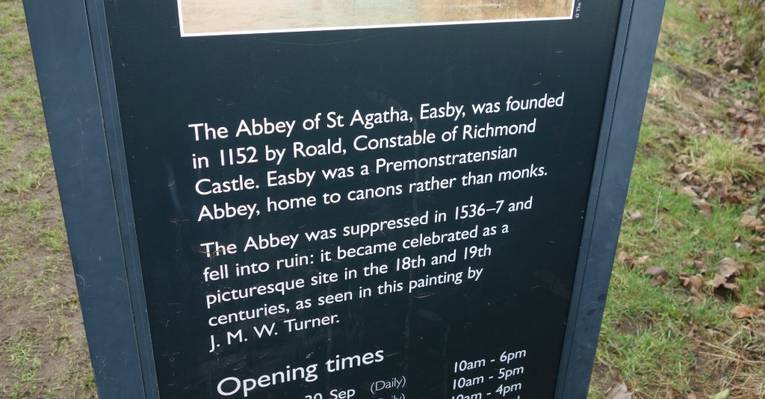 The Abbey of St Agatha, Easby, was founded
in 1152 by Roald, Constable of Richmond
Castle. Easby was a Premonstratensian
Abbey, home to canons rather than monks.
The Abbey was suppressed in 1536–7 and
fell into ruin: it became celebrated as a
picturesque site in the 18th and 19th
centuries, as seen in this painting by
J. M. W. Turner.
Opening times
Sep (Daily) 10am - 6pm
10am - 5pm
10am - 4pm